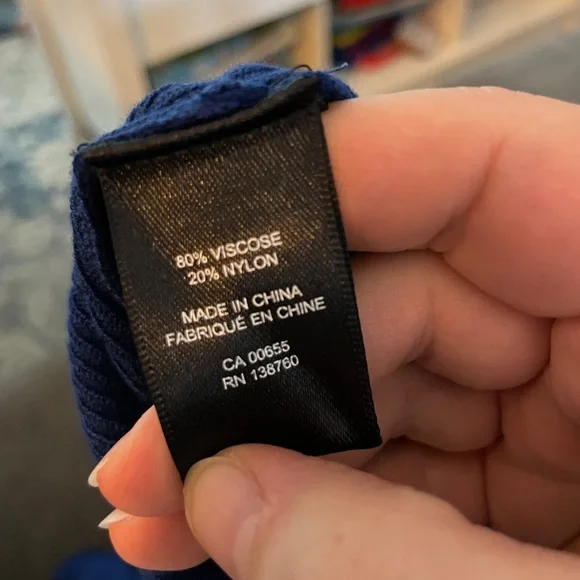 80% VISCOSE
20% NYLON
MADE IN CHINA
FABRIQUÉ EN CHINE
CA 00655
RN 138760